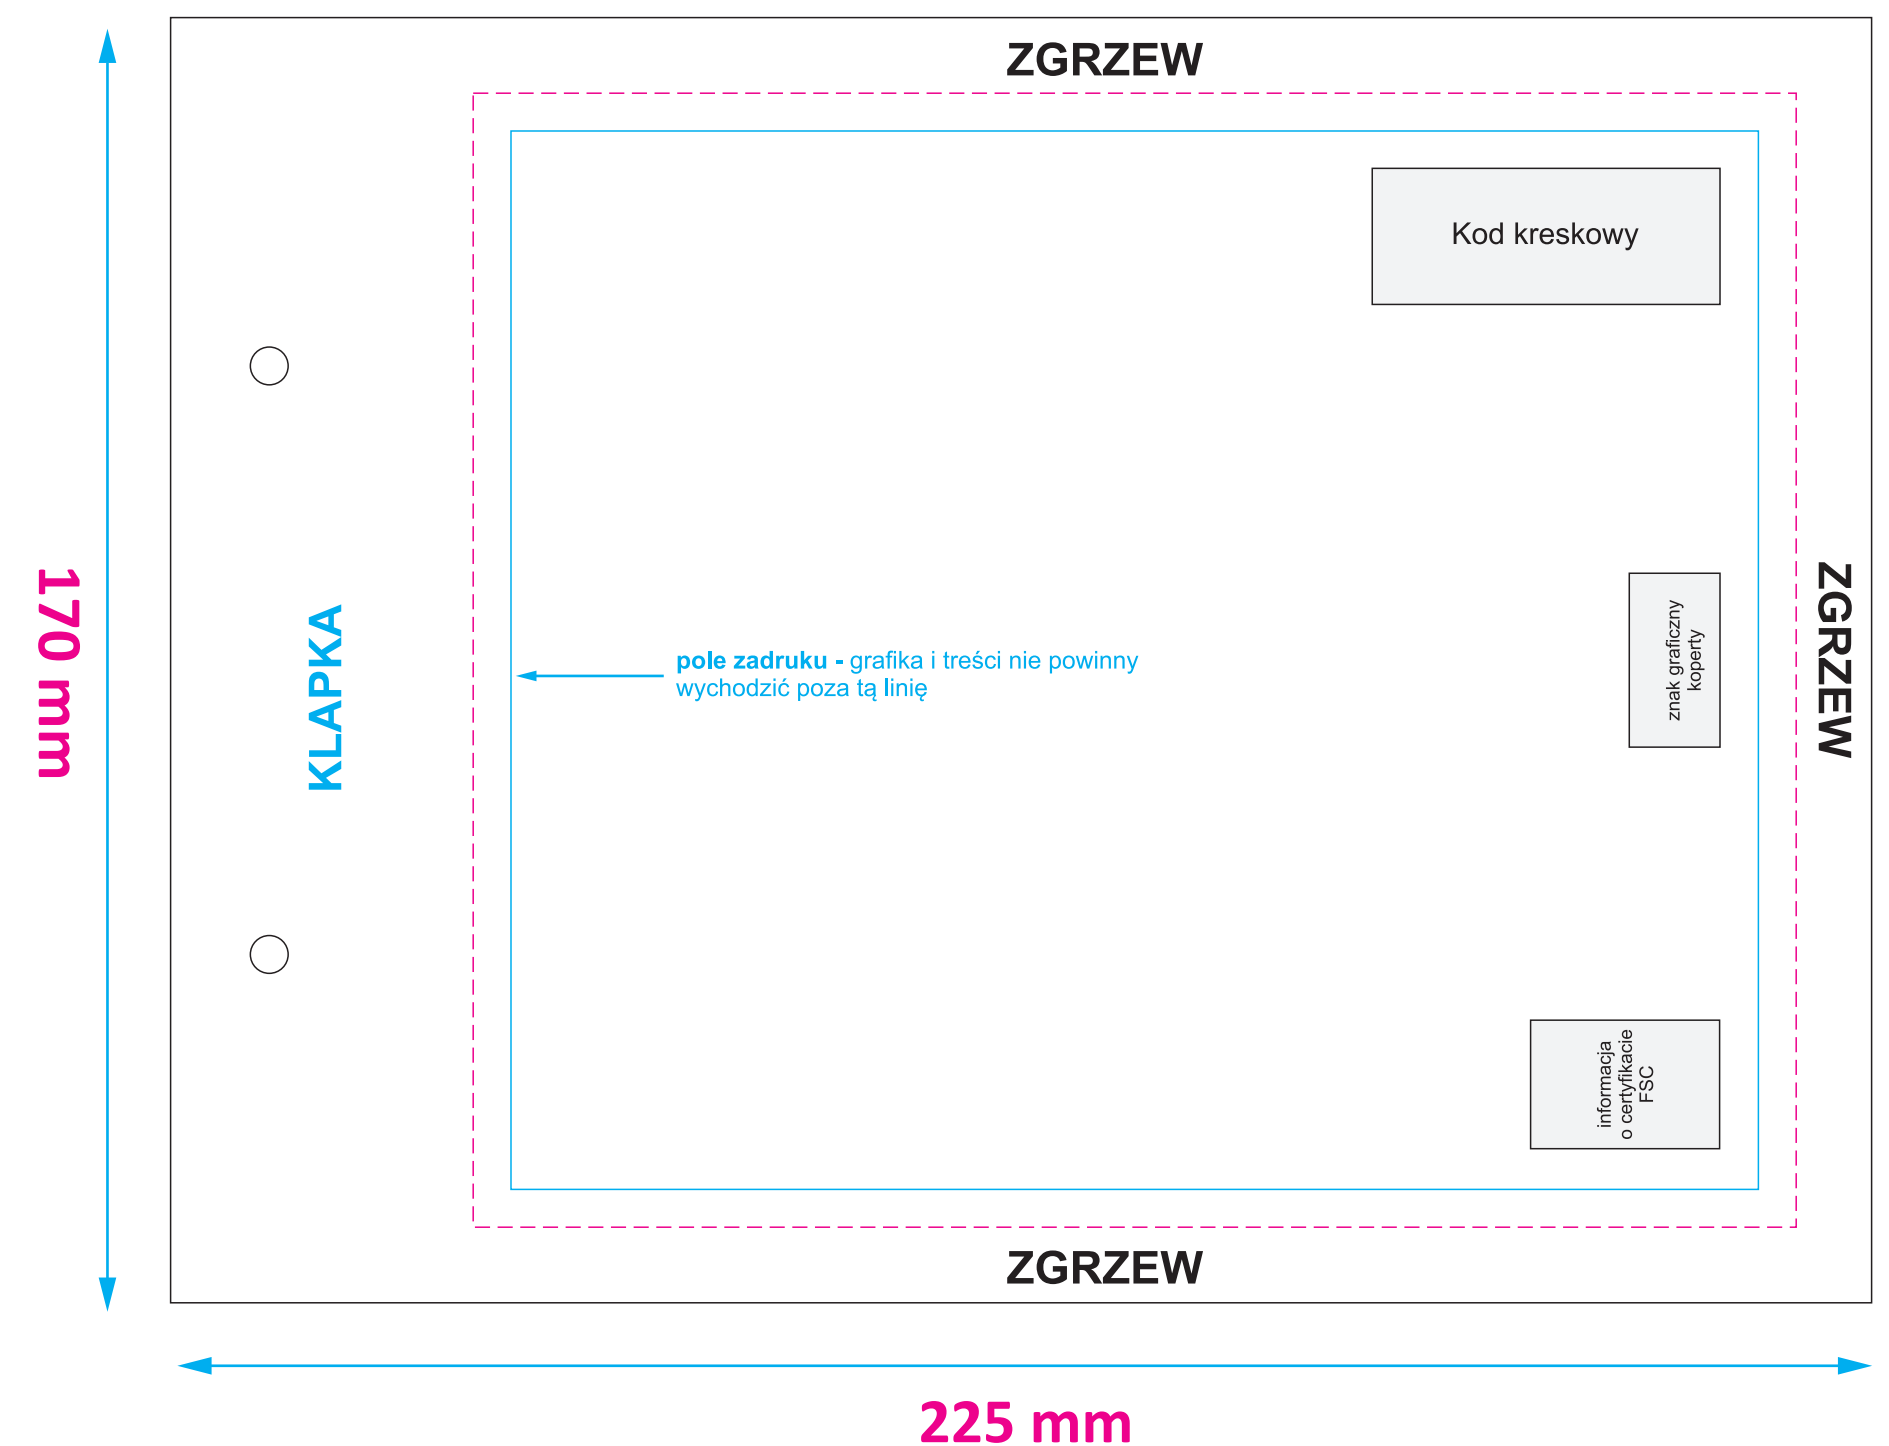 ZGRZEW
Kod kreskowy
170 mm
KLAPKA
pole zadruku - grafika i treści nie powinny
wychodzić poza tą linię
znak graficzny
koperty
ZGRZEW
informacja
o certyfikacie
FSC
ZGRZEW
225 mm